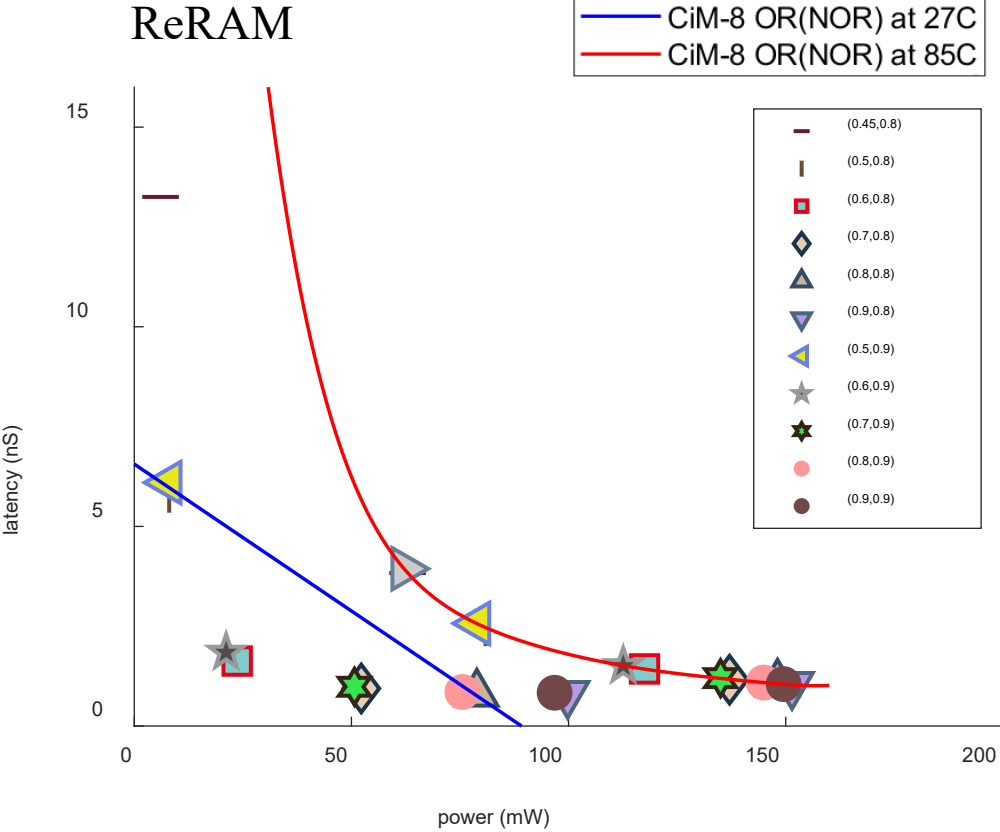 ReRAM
CiM-8 OR(NOR) at 27C
CiM-8 OR(NOR) at 85C
15
10
5
0
latency (nS)
(0.45,0.8)
(0.5,0.8)
(0.6,0.8)
(0.7,0.8)
(0.8,0.8)
(0.9,0.8)
(0.5,0.9)
(0.6,0.9)
(0.7,0.9)
(0.8,0.9)
(0.9,0.9)
0 50 100 150 200
power (mW)